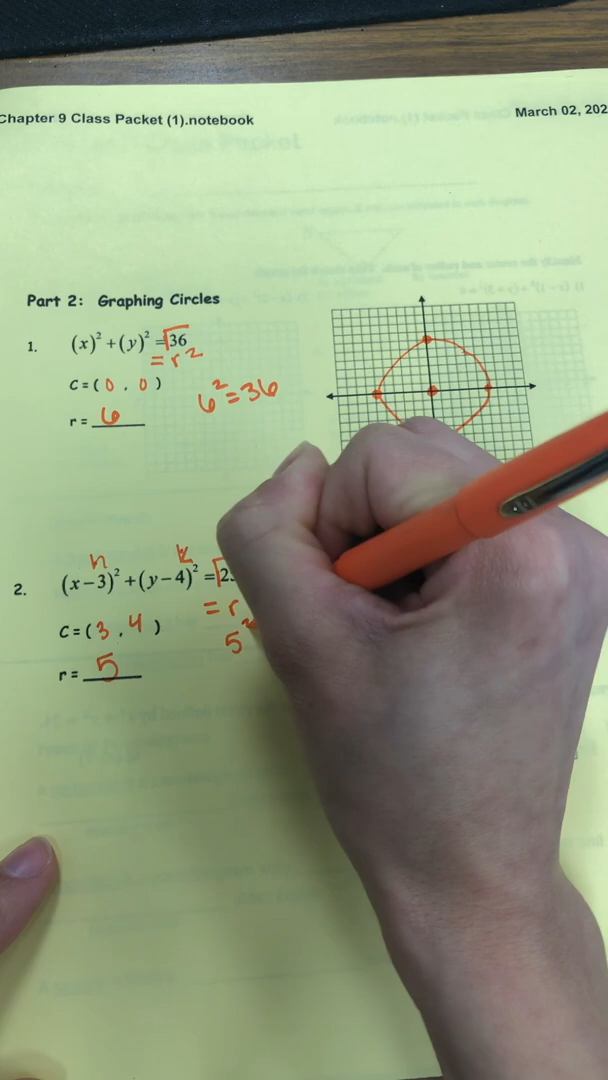 Chapter 9 Class Packet (1).notebook
March 02, 202
Part 2: Graphing Circles
1. (x)² + (y)² = √36
= r²
C = ( 0 , 0 )
6² = 36
r = 6
h k
2. (x − 3)² + (y − 4)² = √2
= r
C = ( 3 , 4 )
5²
r = 5